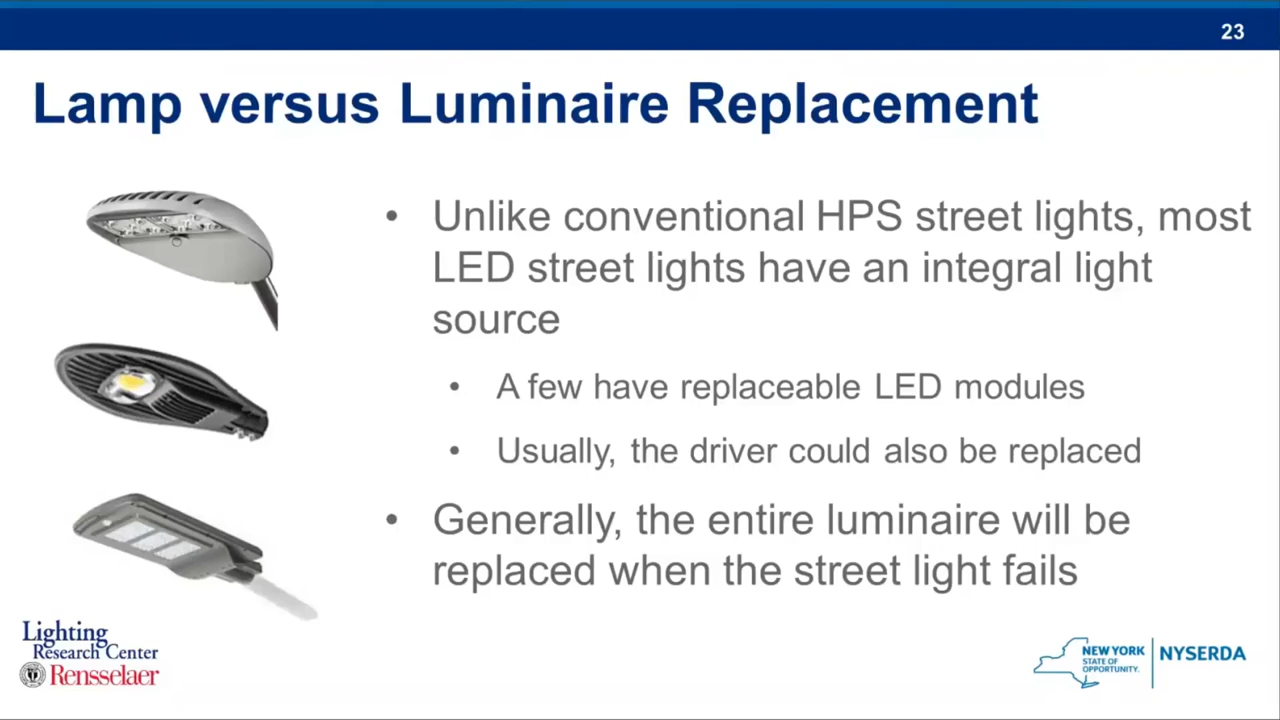 23
Lamp versus Luminaire Replacement
• Unlike conventional HPS street lights, most
LED street lights have an integral light
source
• A few have replaceable LED modules
• Usually, the driver could also be replaced
• Generally, the entire luminaire will be
replaced when the street light fails
Lighting
Research Center
Rensselaer
NEW YORK
STATE OF
OPPORTUNITY.
NYSERDA